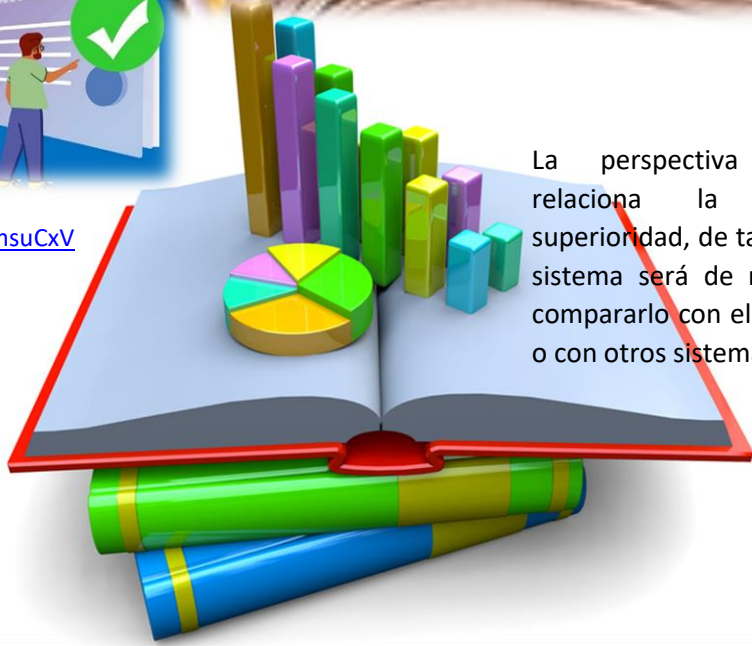 nsuCxV
La perspectiva
relaciona la
superioridad, de ta
sistema será de
compararlo con el
o con otros sistem